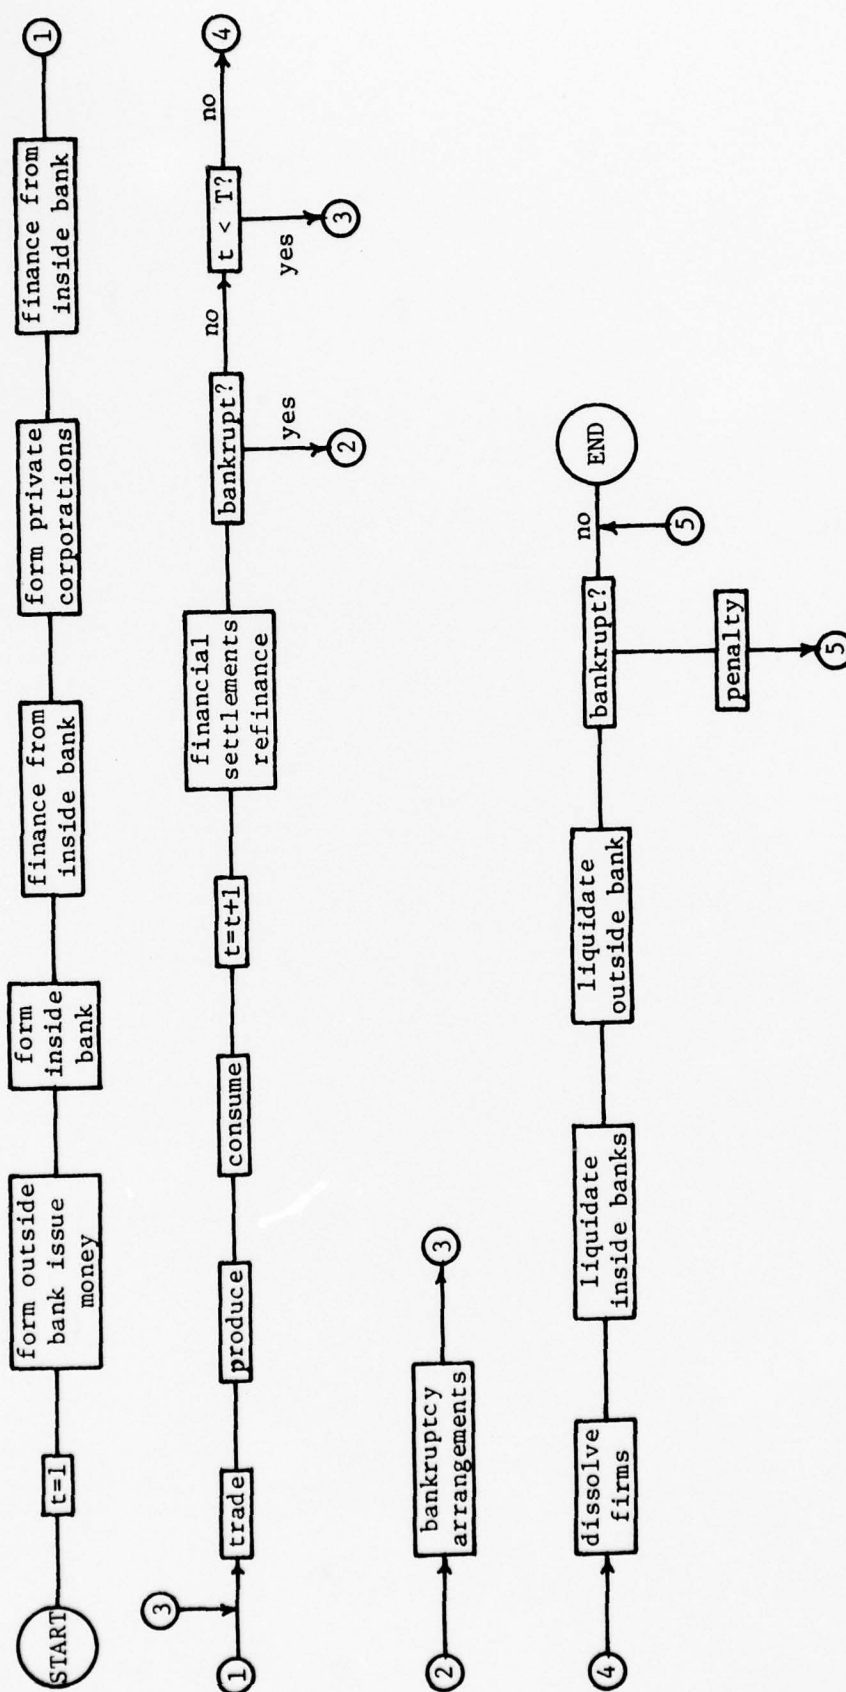 START
t=1
form outside
bank issue
money
form
inside
bank
finance from
inside bank
form private
corporations
finance from
inside bank
1
1
3
trade
produce
consume
t=t+1
financial
settlements
refinance
bankrupt?
yes
2
no
t < T?
yes
3
no
4
2
bankruptcy
arrangements
3
4
dissolve
firms
liquidate
inside banks
liquidate
outside bank
bankrupt?
penalty
5
no
5
END